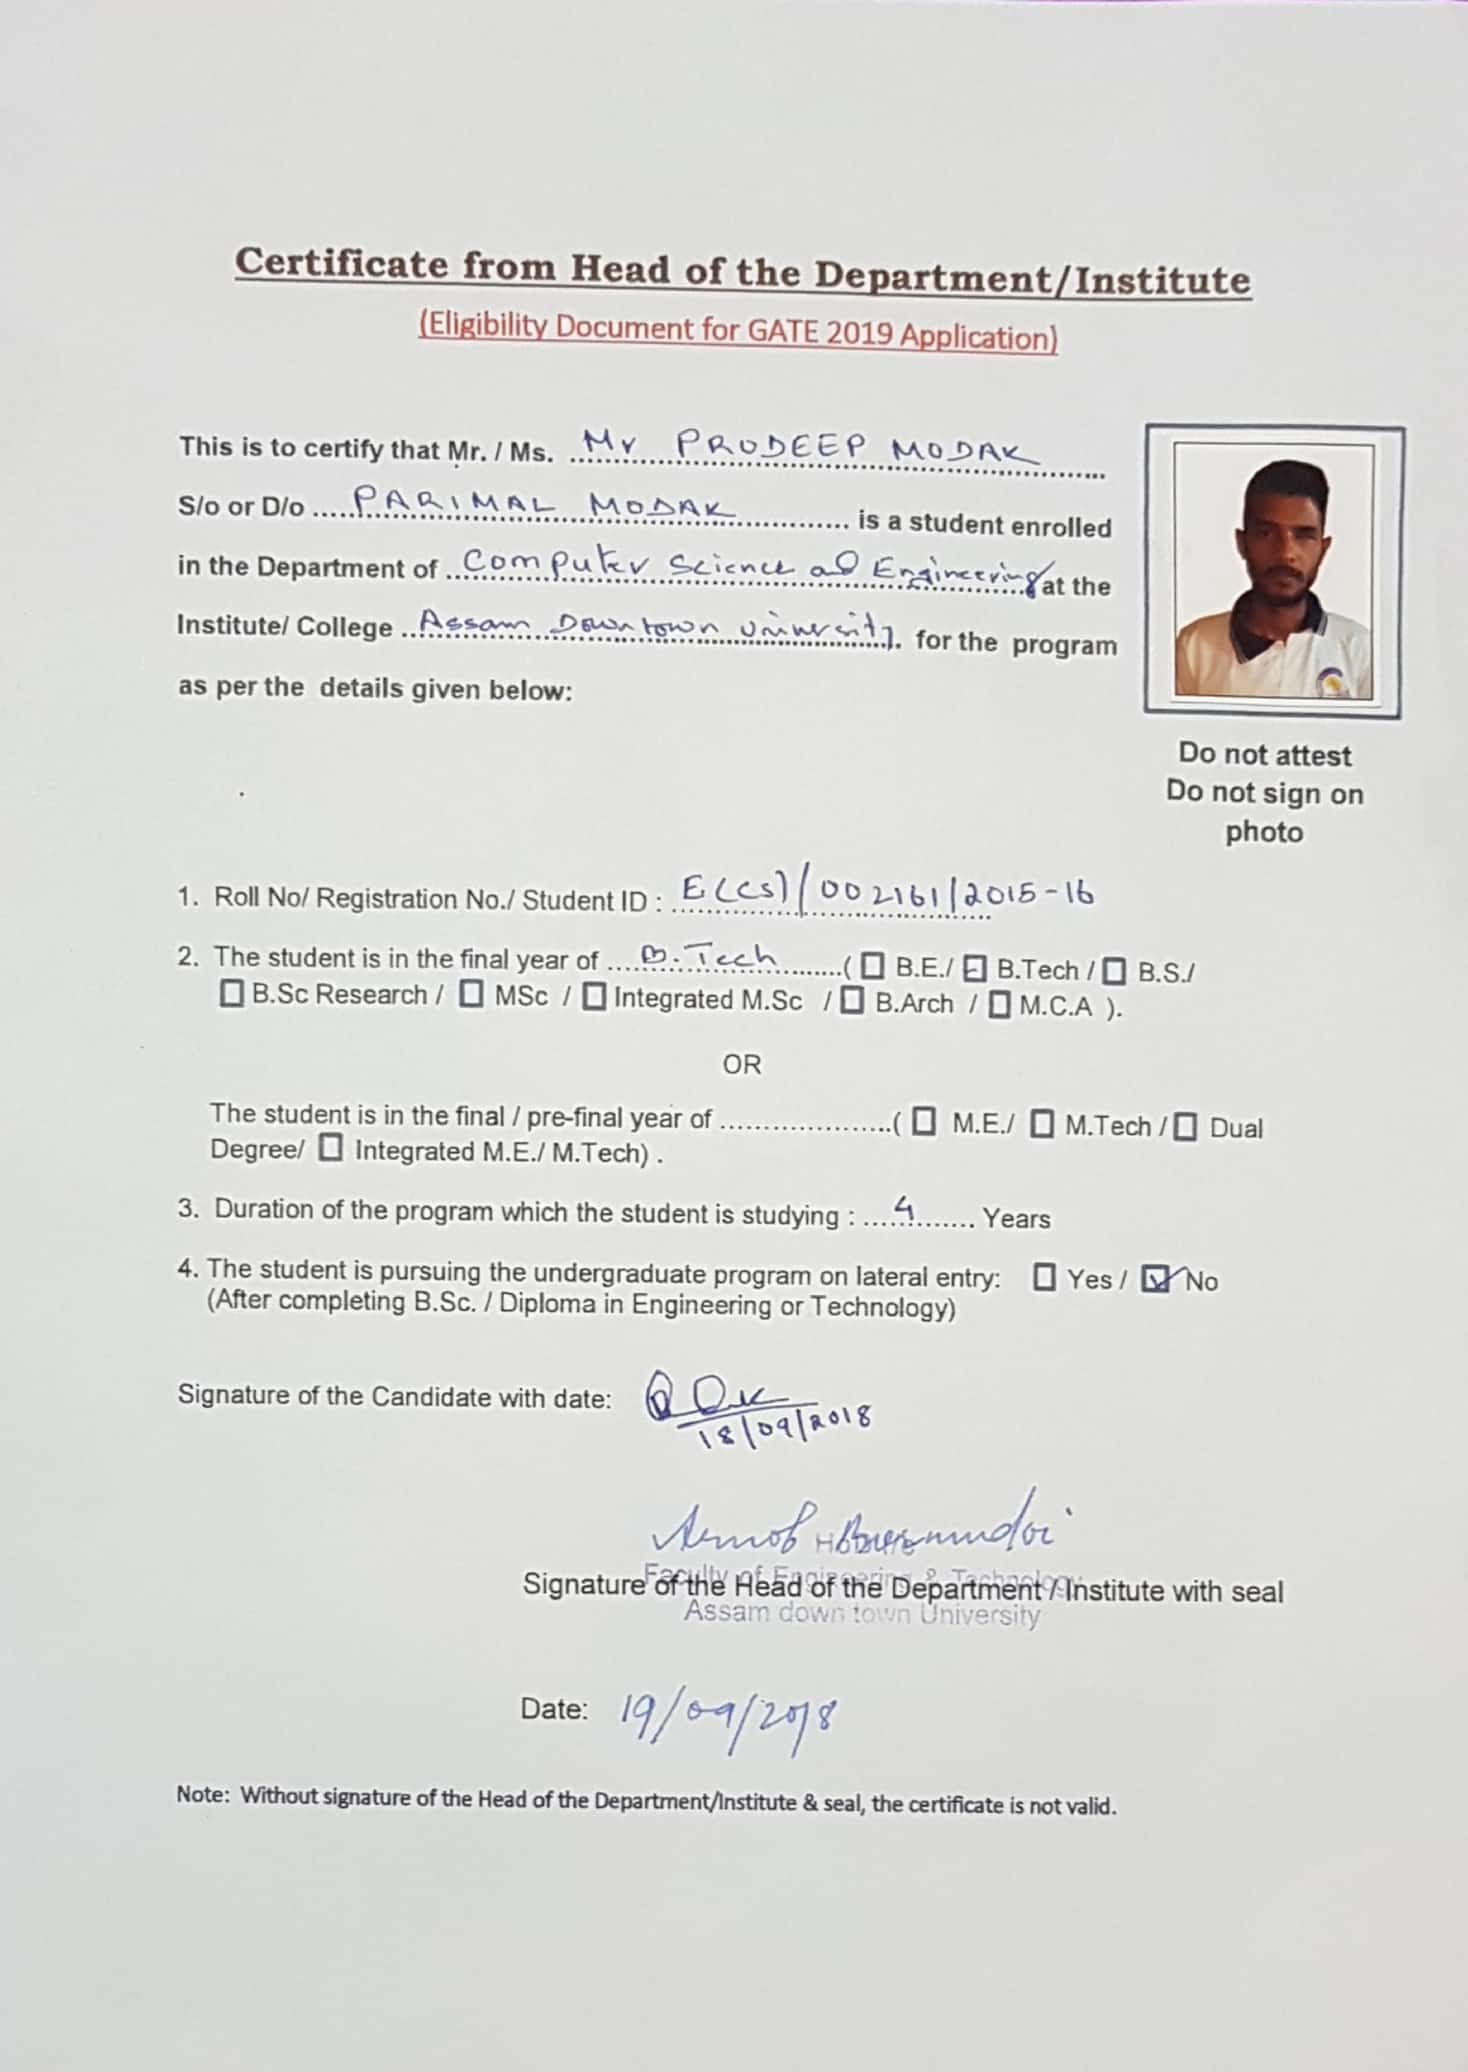 Certificate from Head of the Department/Institute
(Eligibility Document for GATE 2019 Application)
This is to certify that Mr. / Ms. Mr PRODEEP MODAK
S/o or D/o ..... PARIMAL MODAK ............... is a student enrolled
in the Department of Computer Science ad Engineering at the
Institute/ College Assam Downtown University. for the program
as per the details given below:
Do not attest
Do not sign on
photo
1. Roll No/ Registration No./ Student ID : E(CS)/002161/2015-16
2. The student is in the final year of ..... B.Tech ..........( ☐ B.E./ ☑ B.Tech / ☐ B.S./
☐ B.Sc Research / ☐ MSc / ☐ Integrated M.Sc / ☐ B.Arch / ☐ M.C.A ).
OR
The student is in the final / pre-final year of ....................( ☐ M.E./ ☐ M.Tech / ☐ Dual
Degree/ ☐ Integrated M.E./ M.Tech) .
3. Duration of the program which the student is studying : ..... 4 ....... Years
4. The student is pursuing the undergraduate program on lateral entry: ☐ Yes / ☑ No
(After completing B.Sc. / Diploma in Engineering or Technology)
Signature of the Candidate with date:
18/09/2018
Faculty of Engineering & Technology
Signature of the Head of the Department / Institute with seal
Assam down town University
Date: 19/09/2018
Note: Without signature of the Head of the Department/Institute & seal, the certificate is not valid.